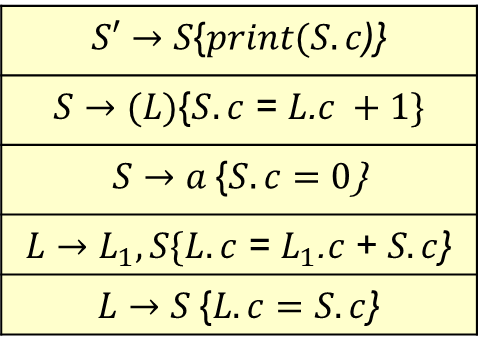 S′ → S{print(S.c)}
S → (L){S.c = L.c + 1}
S → a {S.c = 0}
L → L₁, S{L.c = L₁.c + S.c}
L → S {L.c = S.c}